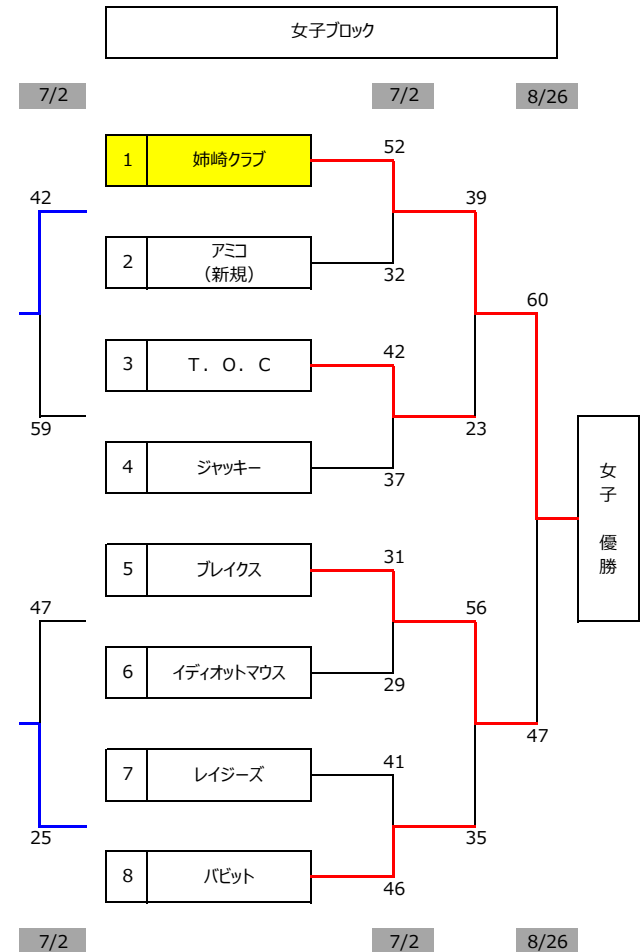 女子ブロック
7/2
7/2
8/26
1 姉崎クラブ
52
42
39
2 アミコ
(新規)
32
60
3 T. O. C
42
59
23
4 ジャッキー
37
女子 優勝
5 ブレイクス
31
47
56
6 イディオットマウス
29
47
7 レイジーズ
41
25
35
8 バビット
46
7/2
7/2
8/26